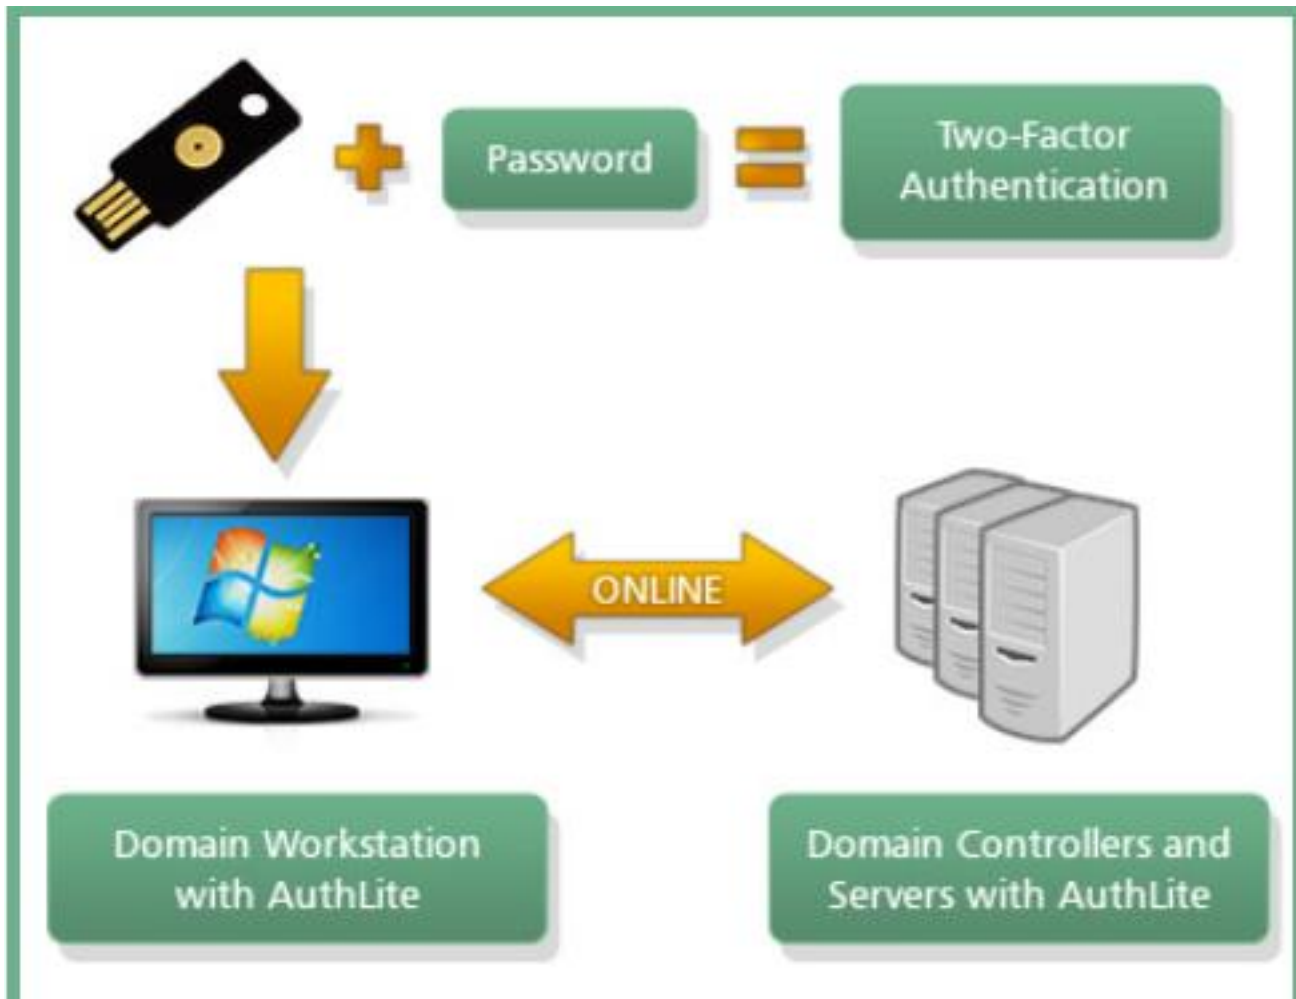 Password
Two-Factor
Authentication
ONLINE
Domain Workstation
with AuthLite
Domain Controllers and
Servers with AuthLite